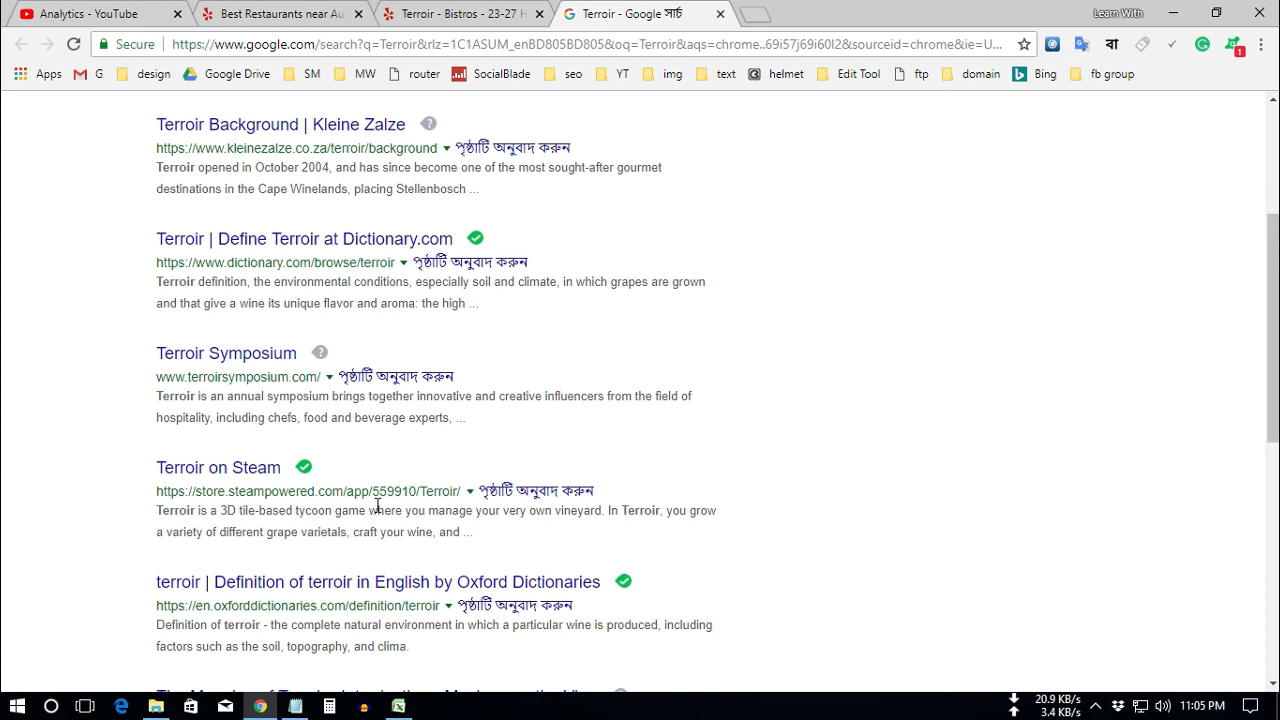 Analytics - YouTube
Best Restaurants near Au
Terroir - Bistros - 23-27 H
Terroir - Google সার্চ
Learn With
Secure
https://www.google.com/search?q=Terroir&rlz=1C1ASUM_enBD805BD805&oq=Terroir&aqs=chrome..69i57j69i60l2&sourceid=chrome&ie=U...
বা
1
Apps G design Google Drive SM MW router SocialBlade seo YT img text helmet Edit Tool ftp domain Bing fb group
Terroir Background | Kleine Zalze
https://www.kleinezalze.co.za/terroir/background পৃষ্ঠাটি অনুবাদ করুন
Terroir opened in October 2004, and has since become one of the most sought-after gourmet
destinations in the Cape Winelands, placing Stellenbosch ...
Terroir | Define Terroir at Dictionary.com
https://www.dictionary.com/browse/terroir পৃষ্ঠাটি অনুবাদ করুন
Terroir definition, the environmental conditions, especially soil and climate, in which grapes are grown
and that give a wine its unique flavor and aroma: the high ...
Terroir Symposium
www.terroirsymposium.com/ পৃষ্ঠাটি অনুবাদ করুন
Terroir is an annual symposium brings together innovative and creative influencers from the field of
hospitality, including chefs, food and beverage experts, ...
Terroir on Steam
https://store.steampowered.com/app/559910/Terroir/ পৃষ্ঠাটি অনুবাদ করুন
Terroir is a 3D tile-based tycoon game where you manage your very own vineyard. In Terroir, you grow
a variety of different grape varietals, craft your wine, and ...
terroir | Definition of terroir in English by Oxford Dictionaries
https://en.oxforddictionaries.com/definition/terroir পৃষ্ঠাটি অনুবাদ করুন
Definition of terroir - the complete natural environment in which a particular wine is produced, including
factors such as the soil, topography, and clima.
20.9 KB/s
3.4 KB/s
11:05 PM